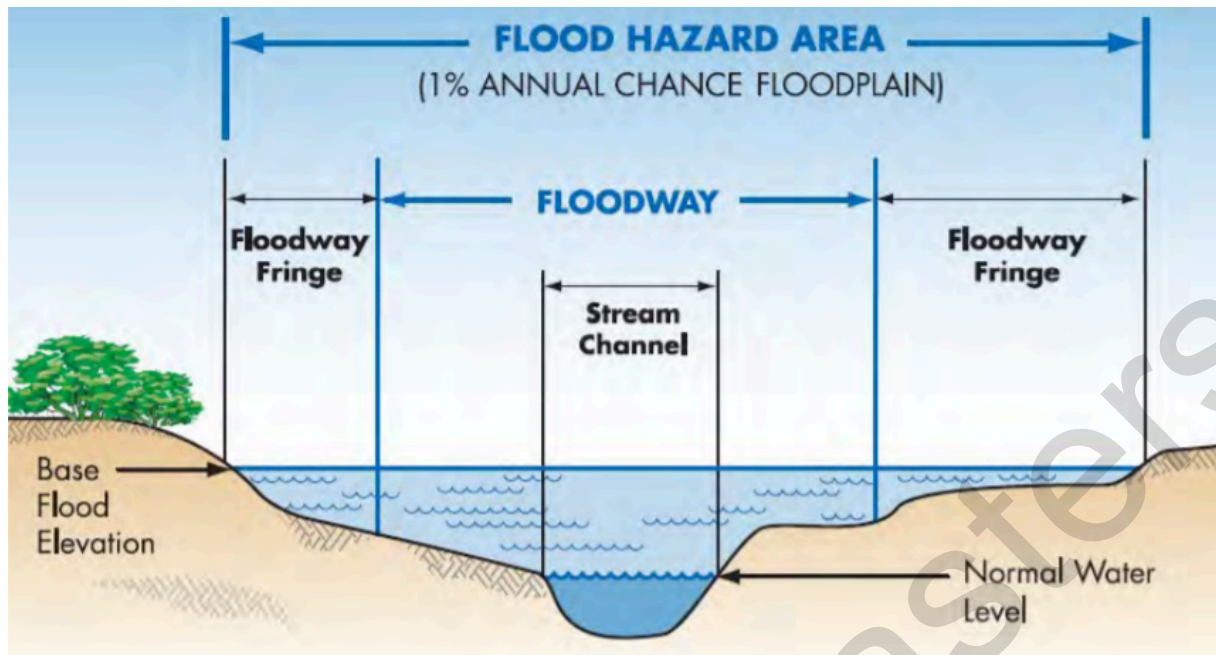 FLOOD HAZARD AREA
(1% ANNUAL CHANCE FLOODPLAIN)
FLOODWAY
Floodway
Fringe
Floodway
Fringe
Stream
Channel
Base
Flood
Elevation
Normal Water
Level